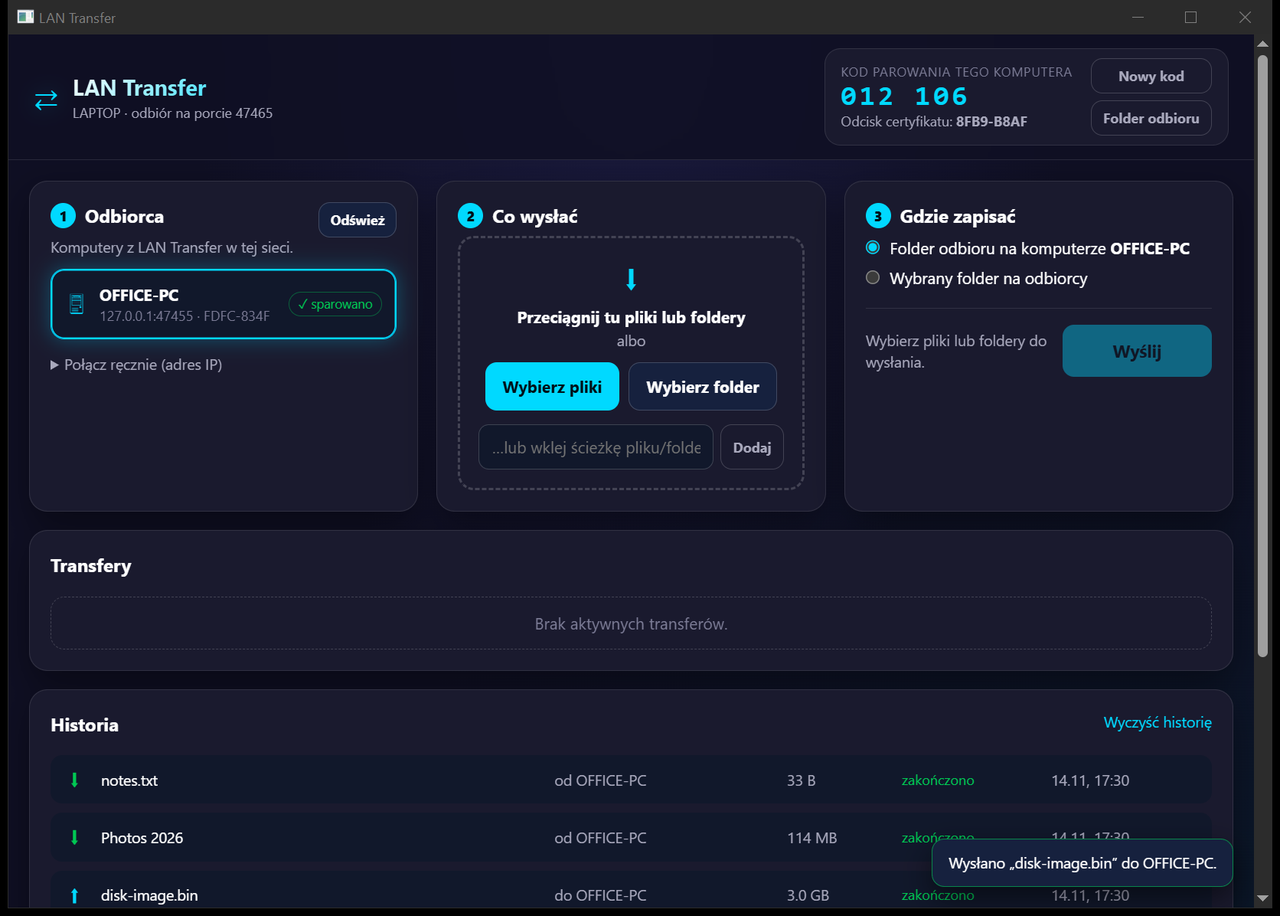 LAN Transfer
LAN Transfer
LAPTOP · odbiór na porcie 47465
KOD PAROWANIA TEGO KOMPUTERA
012 106
Odcisk certyfikatu: 8FB9-B8AF
Nowy kod
Folder odbioru
1 Odbiorca
Odśwież
Komputery z LAN Transfer w tej sieci.
OFFICE-PC
127.0.0.1:47455 · FDFC-834F
✓ sparowano
Połącz ręcznie (adres IP)
2 Co wysłać
Przeciągnij tu pliki lub foldery
albo
Wybierz pliki
Wybierz folder
...lub wklej ścieżkę pliku/folde
Dodaj
3 Gdzie zapisać
Folder odbioru na komputerze OFFICE-PC
Wybrany folder na odbiorcy
Wybierz pliki lub foldery do
wysłania.
Wyślij
Transfery
Brak aktywnych transferów.
Historia
Wyczyść historię
notes.txt od OFFICE-PC 33 B zakończono 14.11, 17:30
Photos 2026 od OFFICE-PC 114 MB zakończono 14.11, 17:30
Wysłano „disk-image.bin” do OFFICE-PC.
disk-image.bin do OFFICE-PC 3.0 GB zakończono 14.11, 17:30